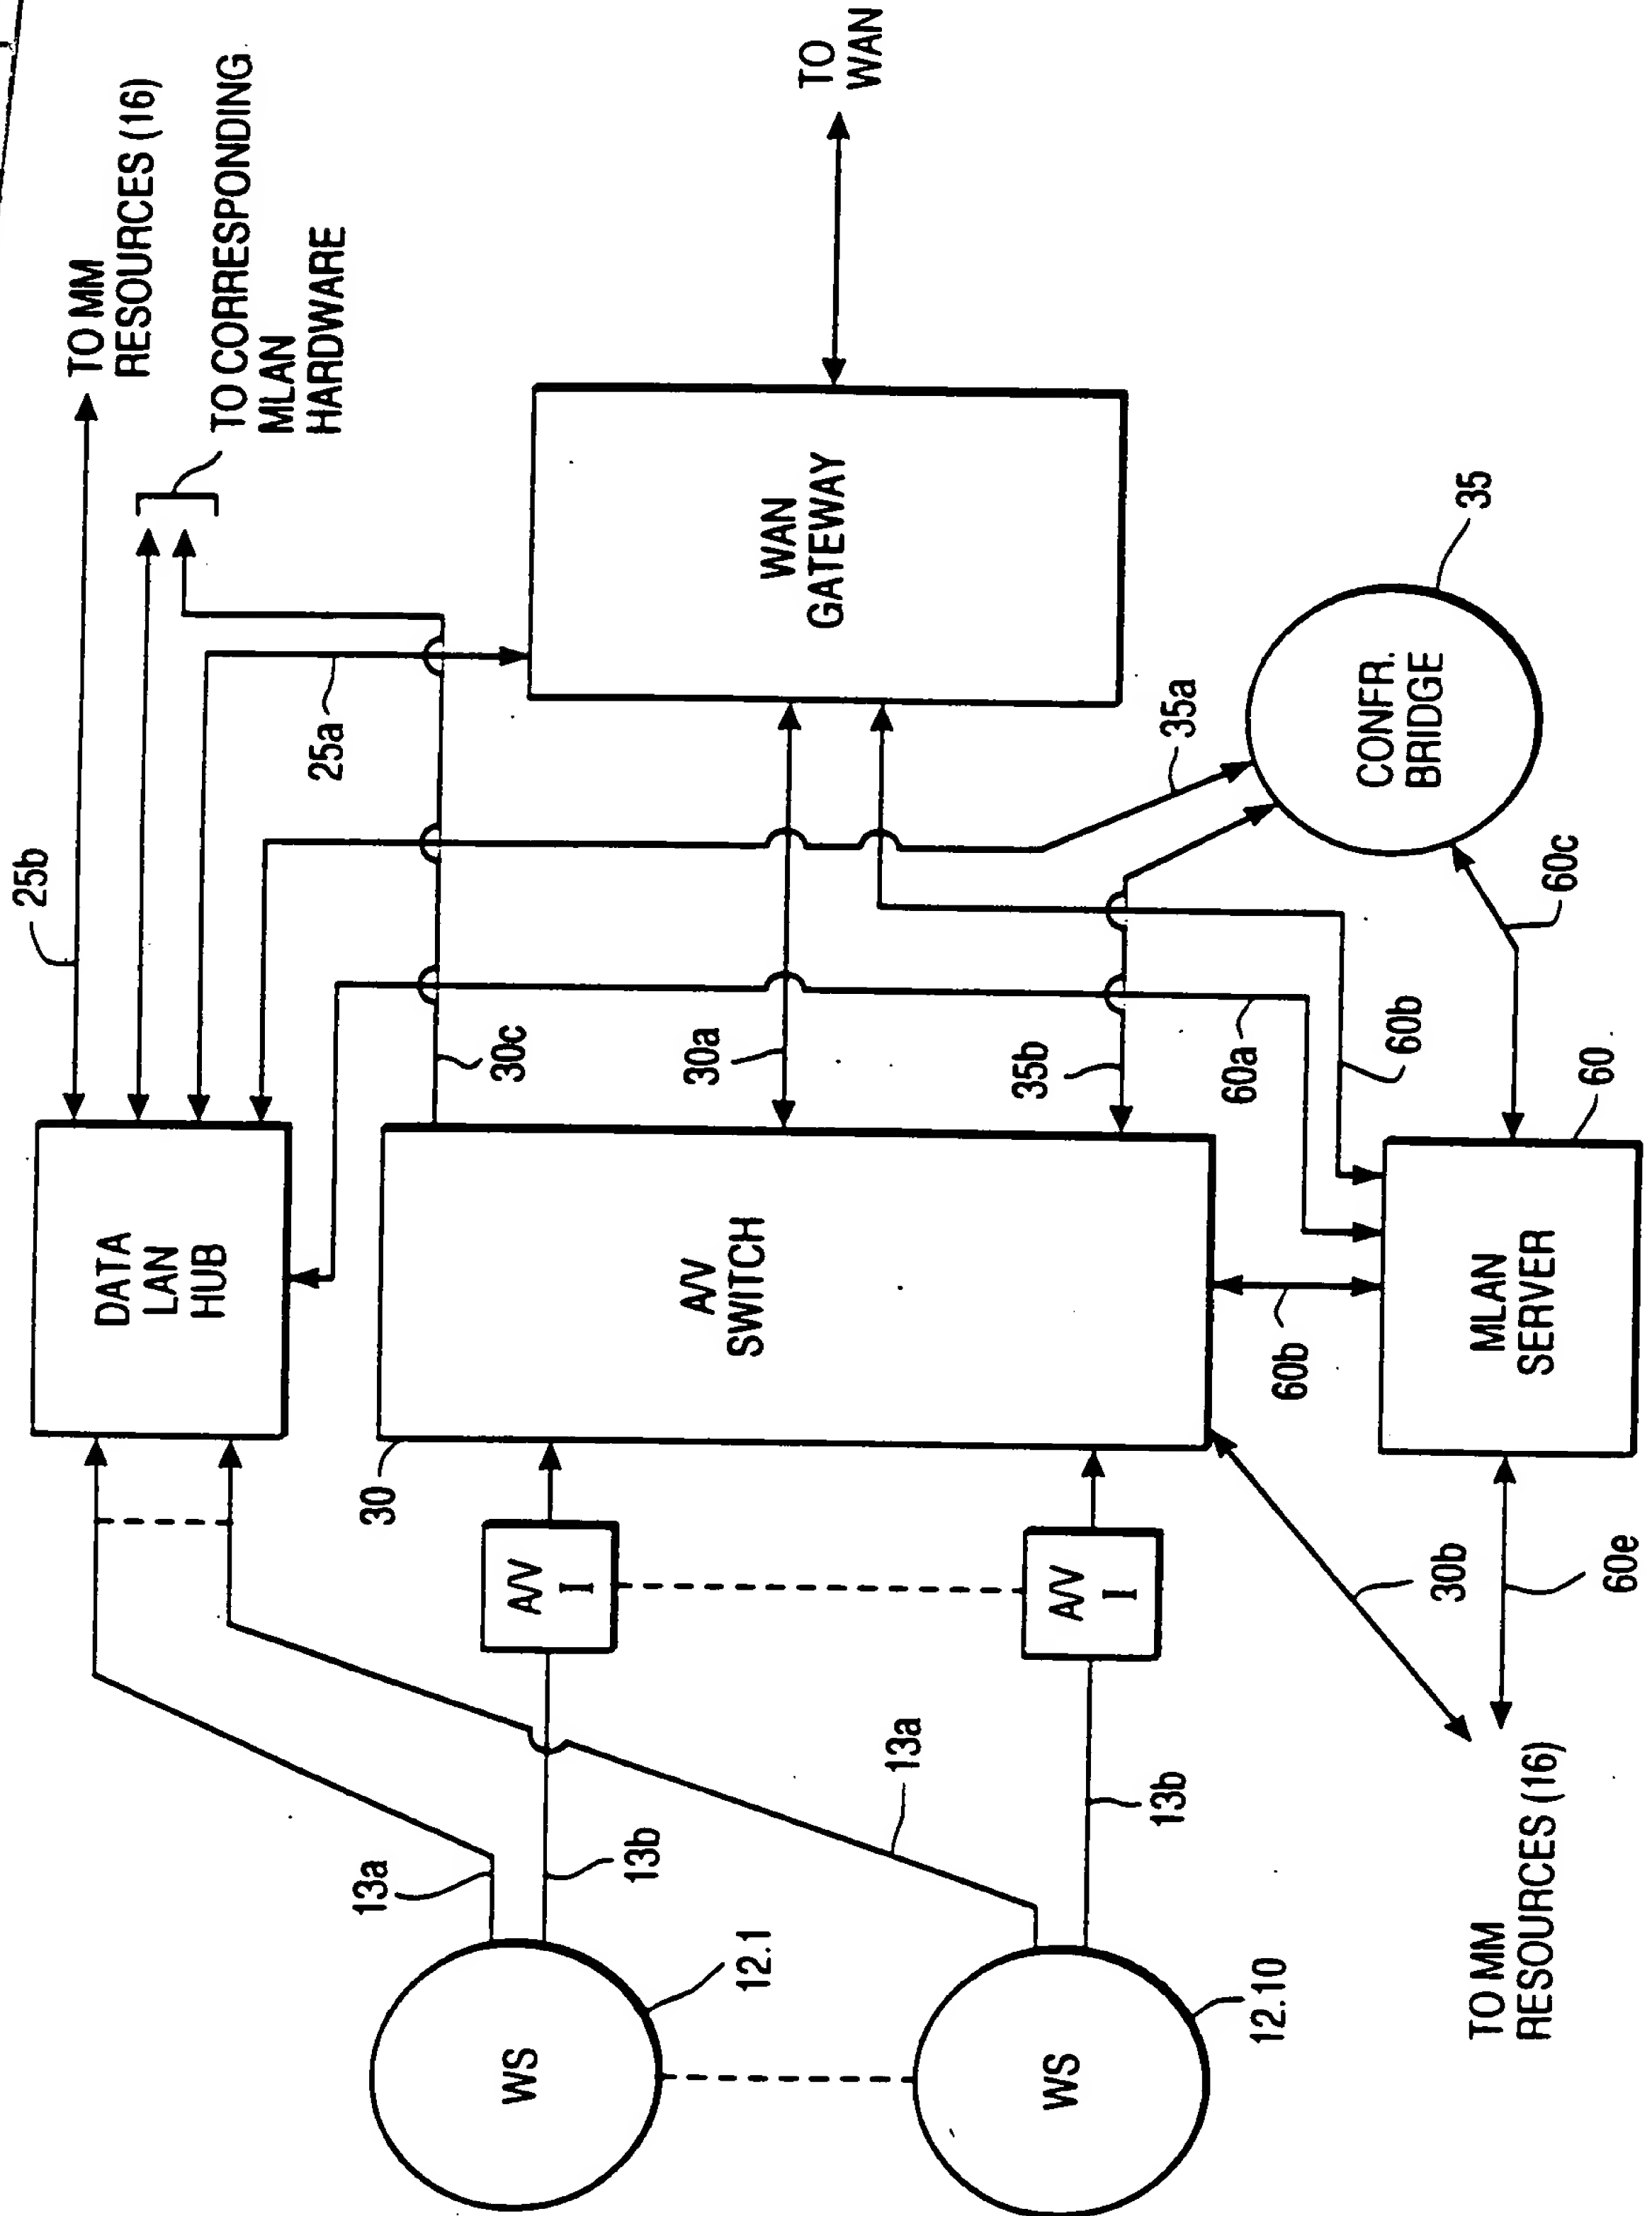 25b
TO MM
RESOURCES (16)
TO CORRESPONDING
MLAN
HARDWARE
DATA
LAN
HUB
25a
13a
30
30c
WS
12.1
13b
A/V
I
A/V
SWITCH
30a
WAN
GATEWAY
TO
WAN
13a
35b
35a
WS
12.10
13b
A/V
I
60a
60b
60b
CONFR.
BRIDGE
35
30b
60c
TO MM
RESOURCES (16)
60e
MLAN
SERVER
60